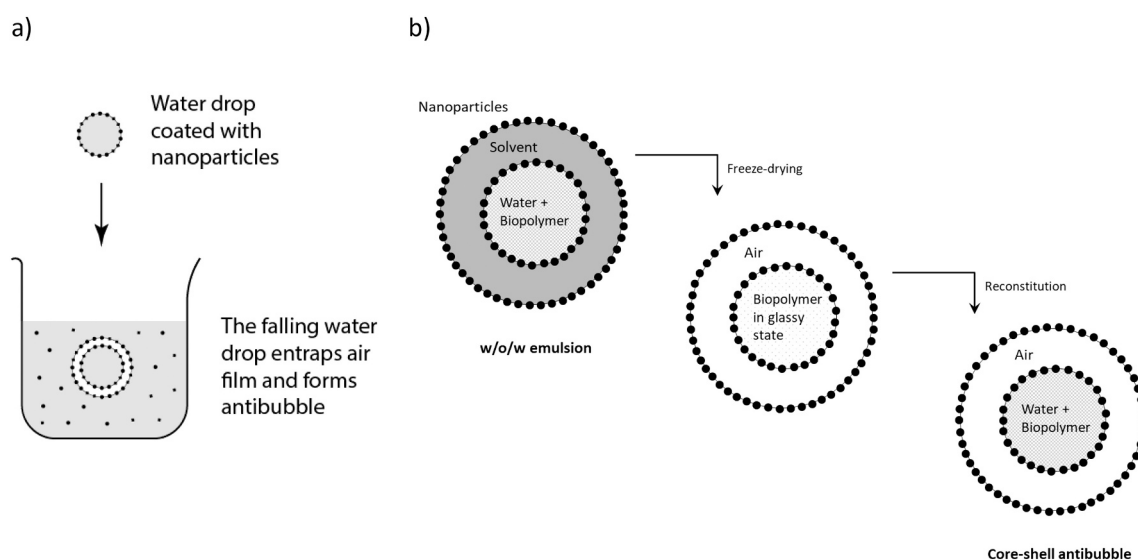 a)
Water drop
coated with
nanoparticles
The falling water
drop entraps air
film and forms
antibubble
b)
Nanoparticles
Solvent
Water +
Biopolymer
w/o/w emulsion
Freeze-drying
Air
Biopolymer
in glassy
state
Reconstitution
Air
Water +
Biopolymer
Core-shell antibubble